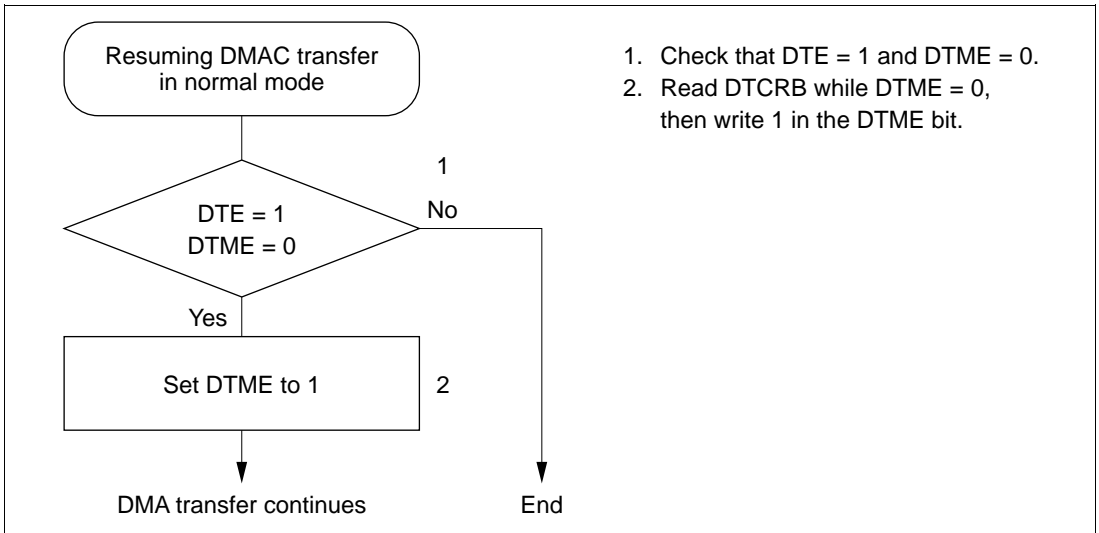 Resuming DMAC transfer
in normal mode
1. Check that DTE = 1 and DTME = 0.
2. Read DTCRB while DTME = 0,
then write 1 in the DTME bit.
1
DTE = 1
DTME = 0
No
Yes
Set DTME to 1
2
DMA transfer continues
End